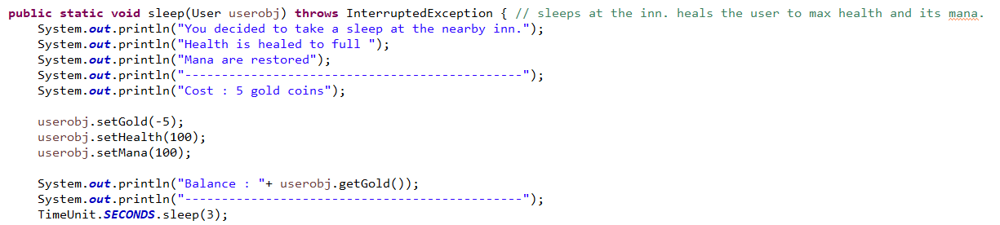 public static void sleep(User userobj) throws InterruptedException { // sleeps at the inn. heals the user to max health and its mana.
    System.out.println("You decided to take a sleep at the nearby inn.");
    System.out.println("Health is healed to full ");
    System.out.println("Mana are restored");
    System.out.println("----------------------------------------------");
    System.out.println("Cost : 5 gold coins");

    userobj.setGold(-5);
    userobj.setHealth(100);
    userobj.setMana(100);

    System.out.println("Balance : "+ userobj.getGold());
    System.out.println("----------------------------------------------");
    TimeUnit.SECONDS.sleep(3);